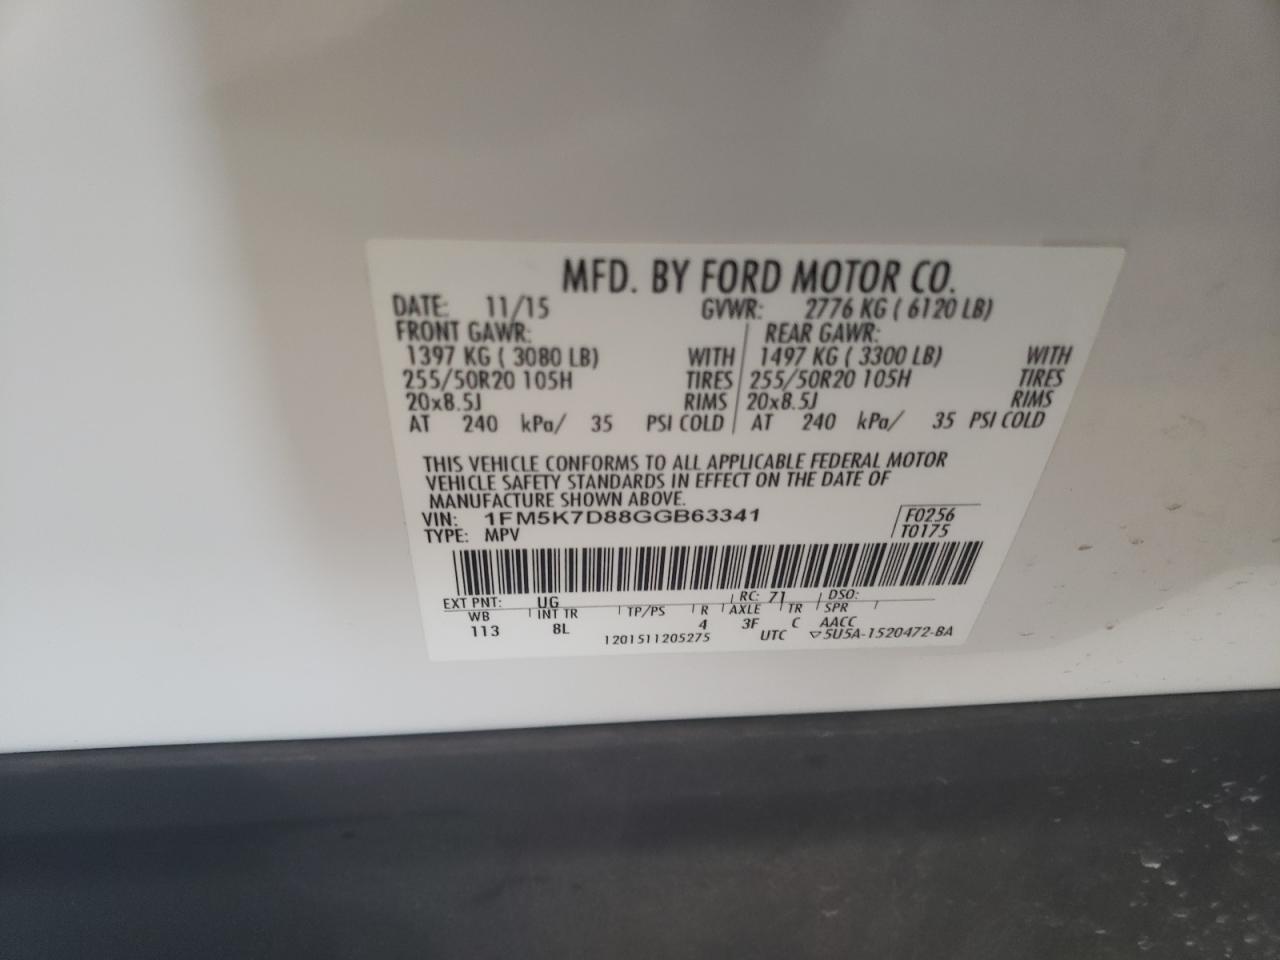 MFD. BY FORD MOTOR CO.
DATE: 11/15 GVWR: 2776 KG ( 6120 LB)
FRONT GAWR: REAR GAWR:
1397 KG ( 3080 LB) WITH 1497 KG ( 3300 LB) WITH
255/50R20 105H TIRES 255/50R20 105H TIRES
20x8.5J RIMS 20x8.5J RIMS
AT 240 kPa/ 35 PSI COLD AT 240 kPa/ 35 PSI COLD
THIS VEHICLE CONFORMS TO ALL APPLICABLE FEDERAL MOTOR
VEHICLE SAFETY STANDARDS IN EFFECT ON THE DATE OF
MANUFACTURE SHOWN ABOVE.
VIN: 1FM5K7D88GGB63341 F0256
TYPE: MPV T0175
EXT PNT: UG RC: 71 DSO:
WB INT TR TP/PS R AXLE TR SPR
113 8L 4 3F C AACC
1201511205275 UTC ▽5U5A-1520472-BA